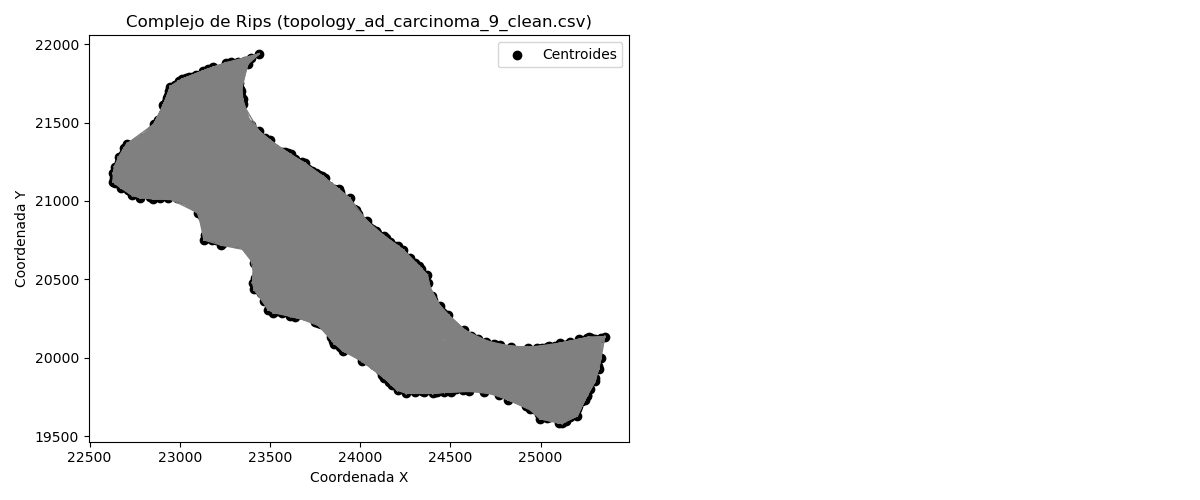 Complejo de Rips (topology_ad_carcinoma_9_clean.csv)
Centroides
22000
21500
21000
20500
20000
19500
Coordenada Y
22500 23000 23500 24000 24500 25000
Coordenada X